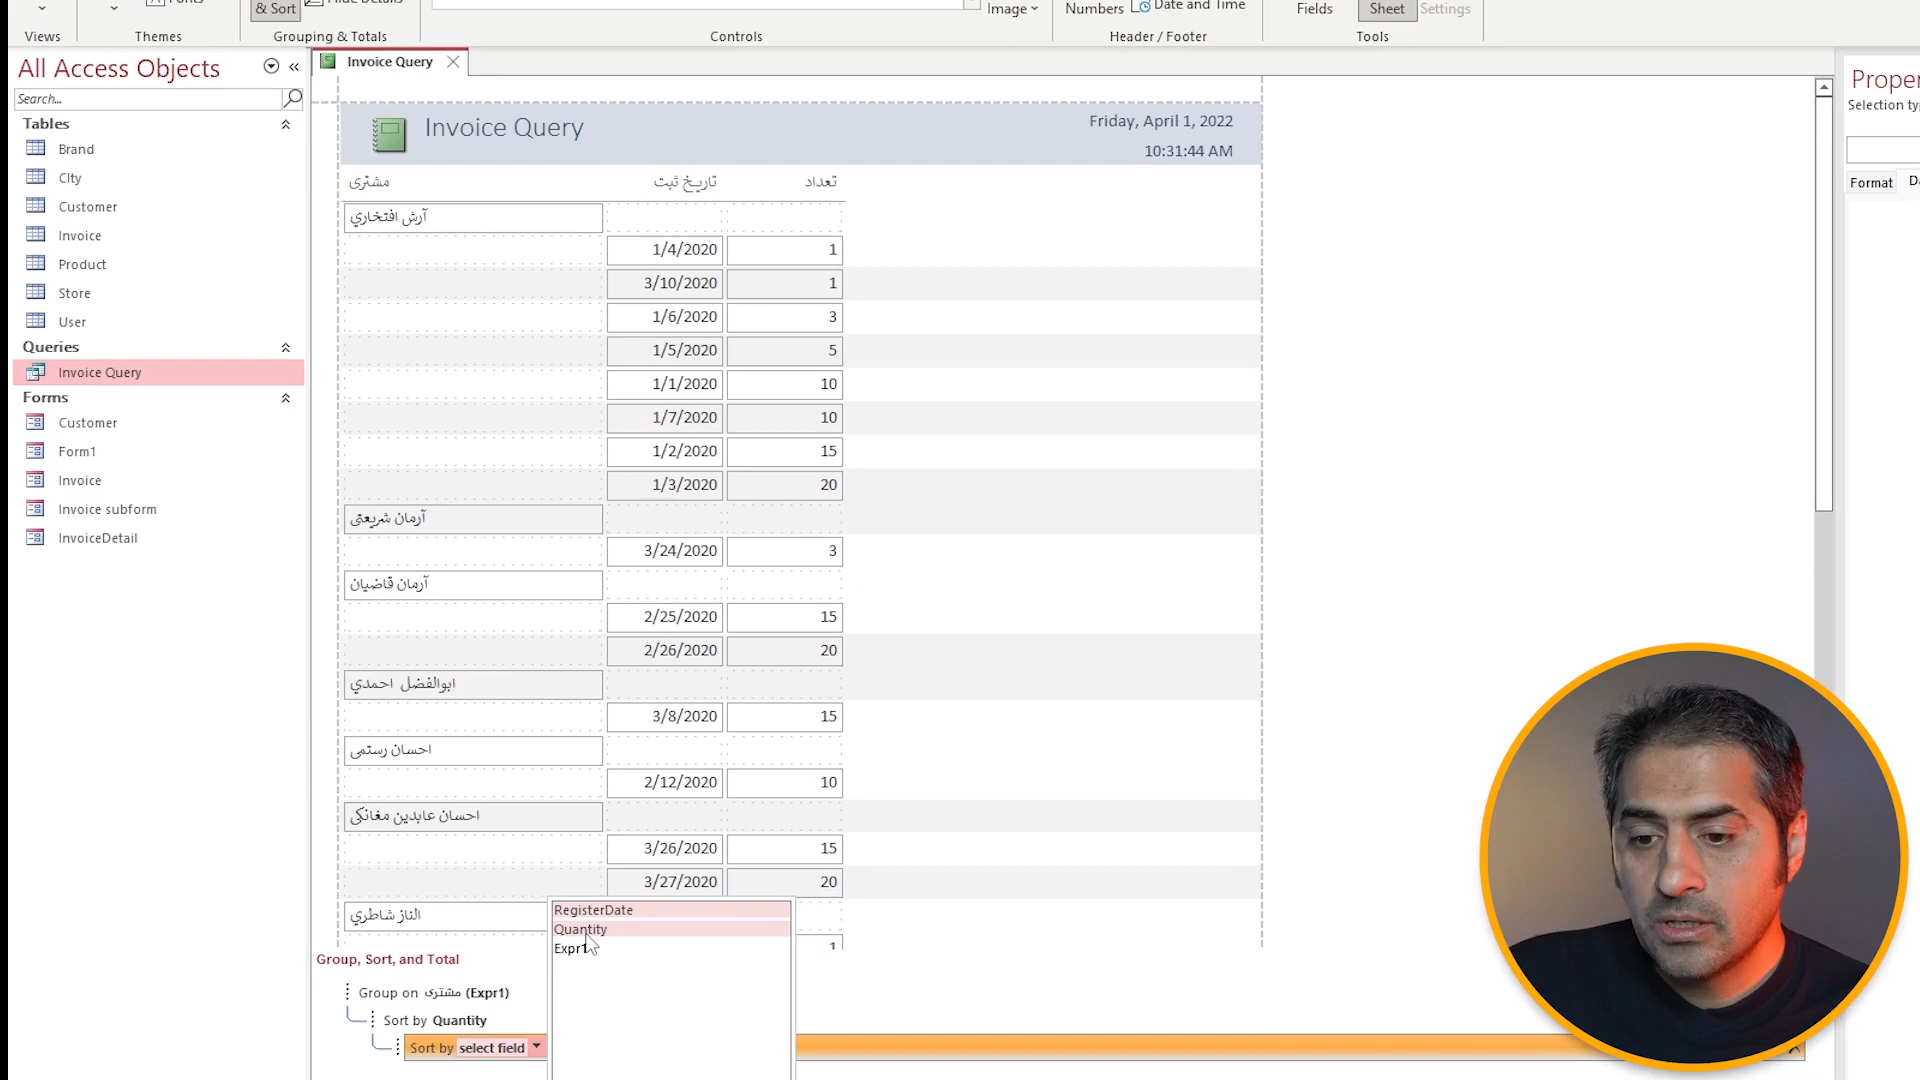 Fonts
Hide Details
& Sort
Image
Numbers
Date and Time
Fields
Sheet
Settings
Views
Themes
Grouping & Totals
Controls
Header / Footer
Tools
All Access Objects
Search...
Tables
Brand
CIty
Customer
Invoice
Product
Store
User
Queries
Invoice Query
Forms
Customer
Form1
Invoice
Invoice subform
InvoiceDetail
Invoice Query
Invoice Query
Friday, April 1, 2022
10:31:44 AM
مشتری تاریخ ثبت تعداد
آرش افتخاري
1/4/2020 1
3/10/2020 1
1/6/2020 3
1/5/2020 5
1/1/2020 10
1/7/2020 10
1/2/2020 15
1/3/2020 20
آرمان شریعتی
3/24/2020 3
آرمان قاضیان
2/25/2020 15
2/26/2020 20
ابوالفضل احمدي
3/8/2020 15
احسان رستمی
2/12/2020 10
احسان عابدین مغانکی
3/26/2020 15
3/27/2020 20
الناز شاطري
1
RegisterDate
Quantity
Expr1
Group, Sort, and Total
Group on مشتری (Expr1)
Sort by Quantity
Sort by select field
Selection
Format